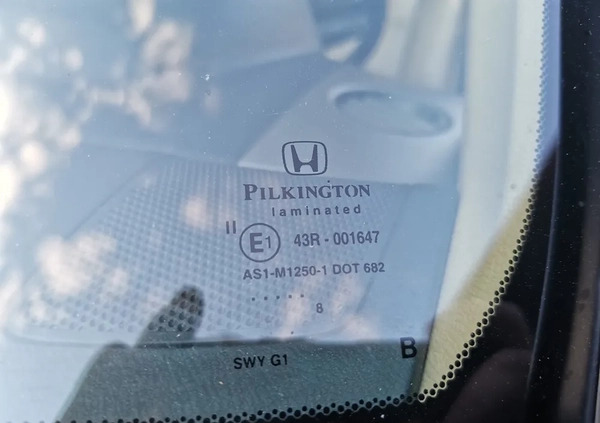 PILKINGTON
laminated
II E1 43R - 001647
AS1-M1250-1 DOT 682
..... 8
B
SWY G1